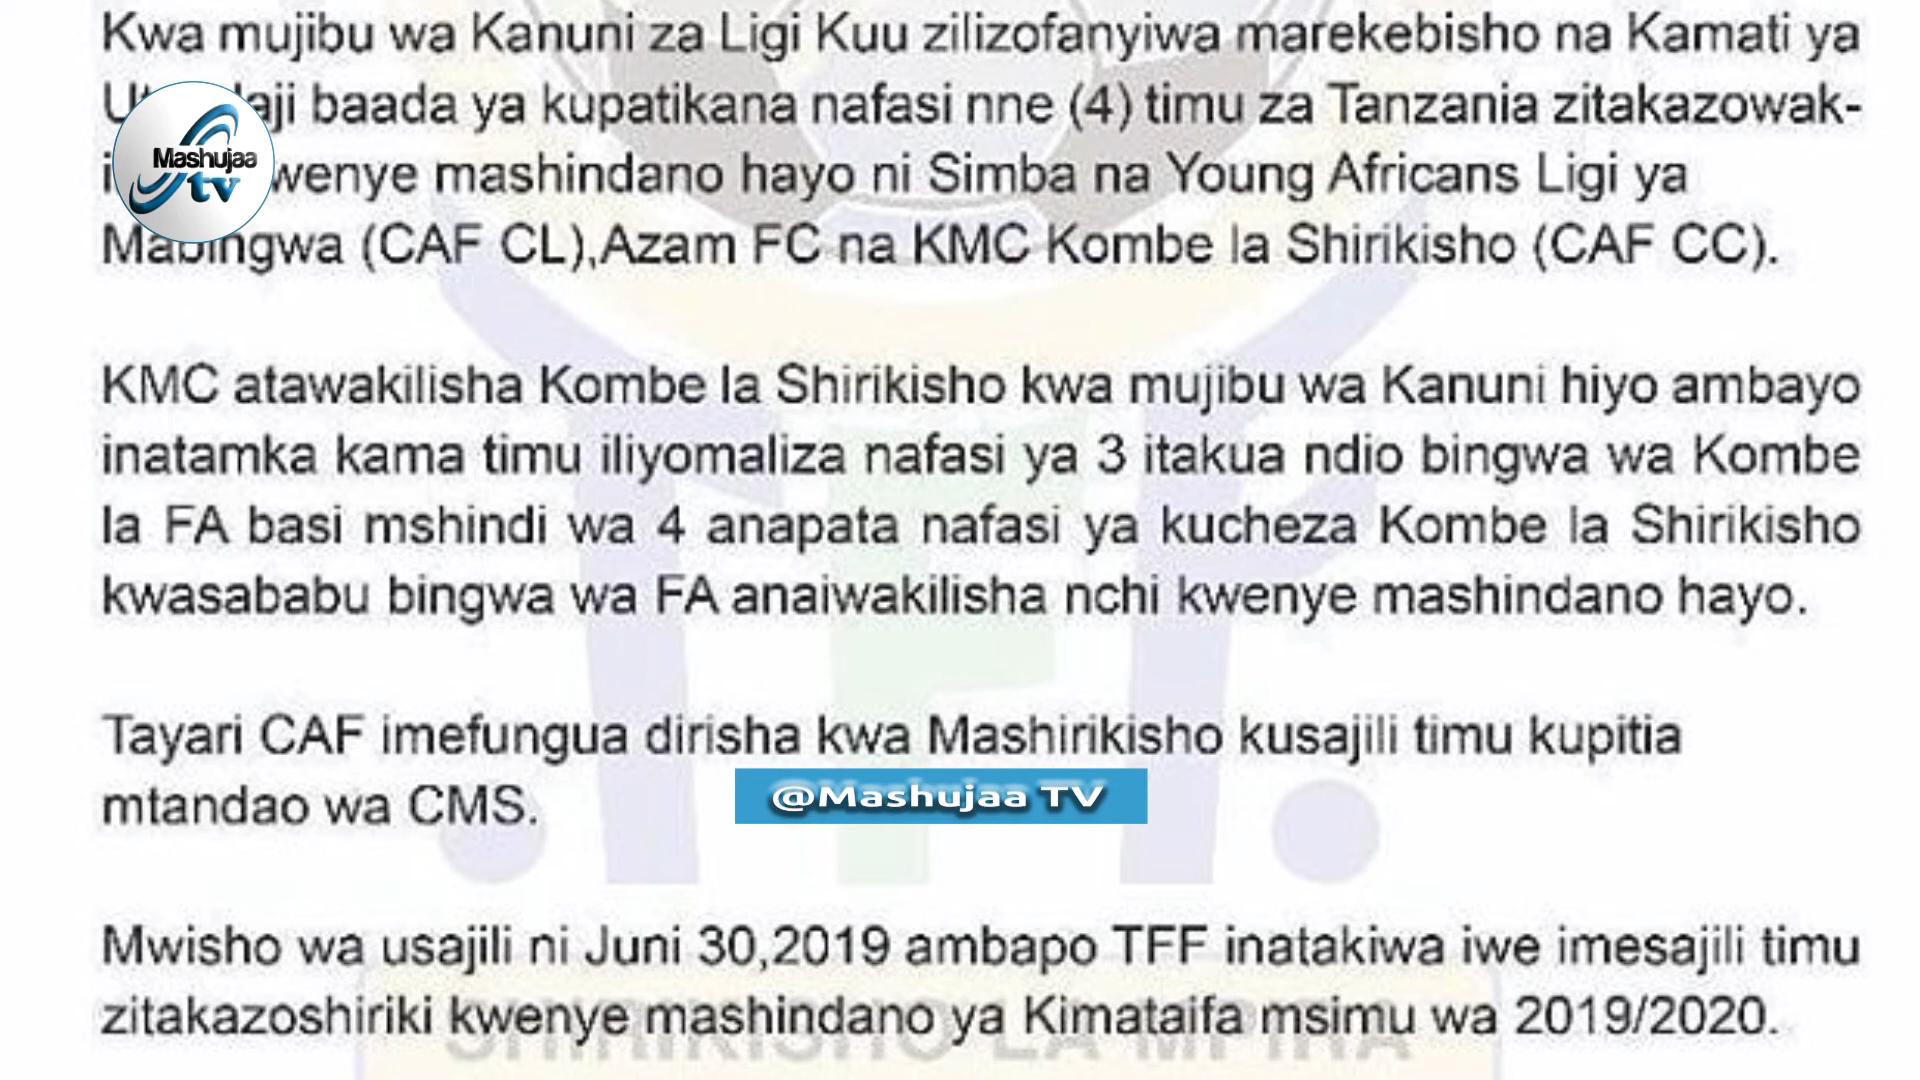 Kwa mujibu wa Kanuni za Ligi Kuu zilizofanyiwa marekebisho na Kamati ya
baada ya kupatikana nafasi nne (4) timu za Tanzania zitakazowak-
mashindano hayo ni Simba na Young Africans Ligi ya
Mabingwa (CAF CL),Azam FC na KMC Kombe la Shirikisho (CAF CC).
Mashujaa
tv
KMC atawakilisha Kombe la Shirikisho kwa mujibu wa Kanuni hiyo ambayo
inatamka kama timu iliyomaliza nafasi ya 3 itakua ndio bingwa wa Kombe
la FA basi mshindi wa 4 anapata nafasi ya kucheza Kombe la Shirikisho
kwasababu bingwa wa FA anaiwakilisha nchi kwenye mashindano hayo.
Tayari CAF imefungua dirisha kwa Mashirikisho kusajili timu kupitia
mtandao wa CMS.
@Mashujaa TV
Mwisho wa usajili ni Juni 30,2019 ambapo TFF inatakiwa iwe imesajili timu
zitakazoshiriki kwenye mashindano ya Kimataifa msimu wa 2019/2020.
SHIRIKISHO LA MPIRA